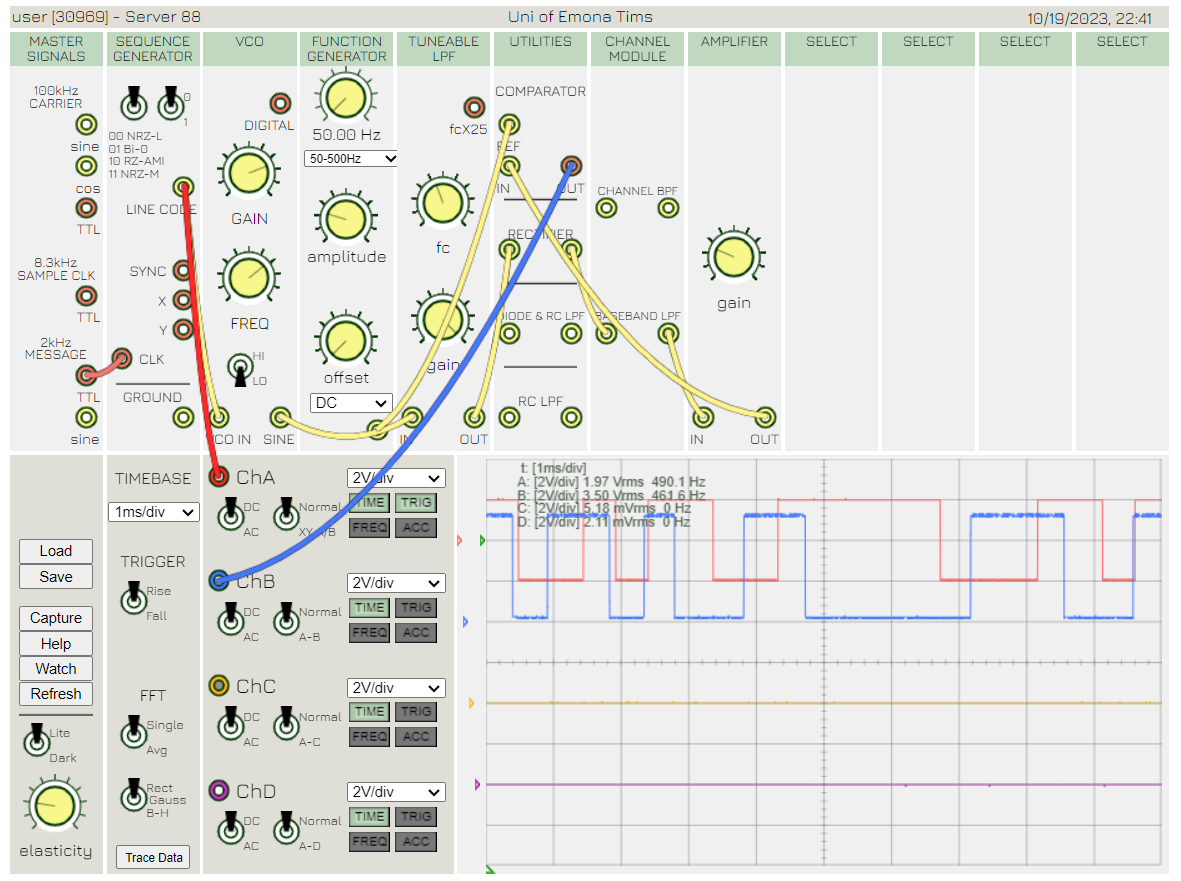 user [30969] - Server 88
Uni of Emona Tims
10/19/2023, 22:41
MASTER SIGNALS
SEQUENCE GENERATOR
VCO
FUNCTION GENERATOR
TUNEABLE LPF
UTILITIES
CHANNEL MODULE
AMPLIFIER
SELECT
SELECT
SELECT
SELECT
100kHz
CARRIER
sine
cos
TTL
8.3kHz
SAMPLE CLK
TTL
2kHz
MESSAGE
TTL
sine
0
1
00 NRZ-L
01 Bi-0
10 RZ-AMI
11 NRZ-M
LINE CODE
SYNC
X
Y
CLK
GROUND
DIGITAL
GAIN
FREQ
HI
LO
VCO IN
SINE
50.00 Hz
50-500Hz
amplitude
offset
DC
fcX25
fc
gain
IN
OUT
COMPARATOR
REF
IN
OUT
RECTIFIER
DIODE & RC LPF
RC LPF
CHANNEL BPF
BASEBAND LPF
gain
IN
OUT
Load
Save
Capture
Help
Watch
Refresh
Lite
Dark
elasticity
TIMEBASE
1ms/div
TRIGGER
Rise
Fall
FFT
Single
Avg
Rect
Gauss
B-H
Trace Data
ChA
2V/div
DC
AC
Normal
XY-A/B
TIME
TRIG
FREQ
ACC
ChB
2V/div
DC
AC
Normal
A-B
TIME
TRIG
FREQ
ACC
ChC
2V/div
DC
AC
Normal
A-C
TIME
TRIG
FREQ
ACC
ChD
2V/div
DC
AC
Normal
A-D
TIME
TRIG
FREQ
ACC
t: [1ms/div]
A: [2V/div] 1.97 Vrms 490.1 Hz
B: [2V/div] 3.50 Vrms 461.6 Hz
C: [2V/div] 5.18 mVrms 0 Hz
D: [2V/div] 2.11 mVrms 0 Hz